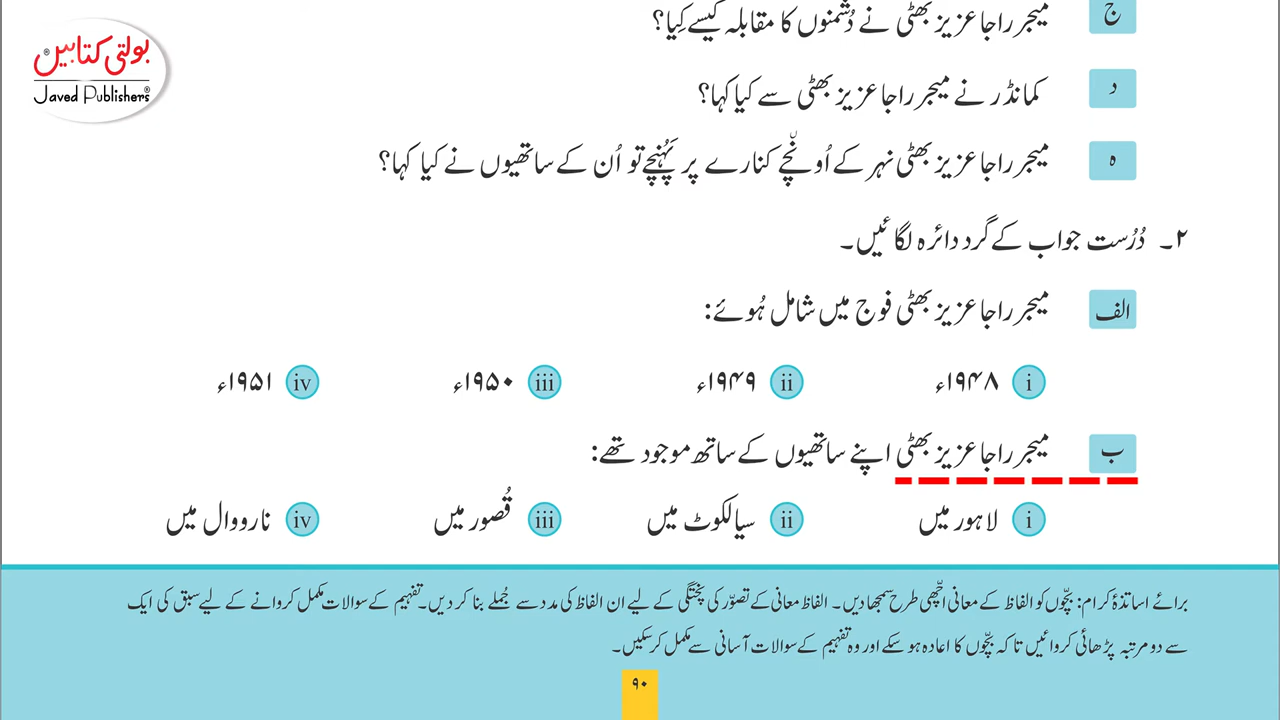 بولتی کتابیں®
Javed Publishers®
ج میجر راجا عزیز بھٹی نے دُشمنوں کا مقابلہ کیسے کِیا؟
د کمانڈر نے میجر راجا عزیز بھٹی سے کیا کہا؟
ہ میجر راجا عزیز بھٹی نہر کے اُونچے کنارے پر پَہُنچے تو اُن کے ساتھیوں نے کیا کہا؟
۲۔ دُرُست جواب کے گرد دائرہ لگائیں۔
الف میجر راجا عزیز بھٹی فوج میں شامل ہُوئے:
i ۱۹۴۸ء ii ۱۹۴۹ء iii ۱۹۵۰ء iv ۱۹۵۱ء
ب میجر راجا عزیز بھٹی اپنے ساتھیوں کے ساتھ موجود تھے:
i لاہور میں ii سیالکوٹ میں iii قُصور میں iv نارووال میں
برائے اساتذۂ کرام: بچّوں کو الفاظ کے معانی اچّھی طرح سمجھا دیں۔ الفاظ معانی کے تصوّر کی پختگی کے لیے ان الفاظ کی مدد سے جُملے بنا کر دیں۔ تفہیم کے سوالات مکمل کروانے کے لیے سبق کی ایک
سے دو مرتبہ پڑھائی کروائیں تاکہ بچّوں کا اعادہ ہو سکے اور وہ تفہیم کے سوالات آسانی سے مکمل کر سکیں۔
۹۰